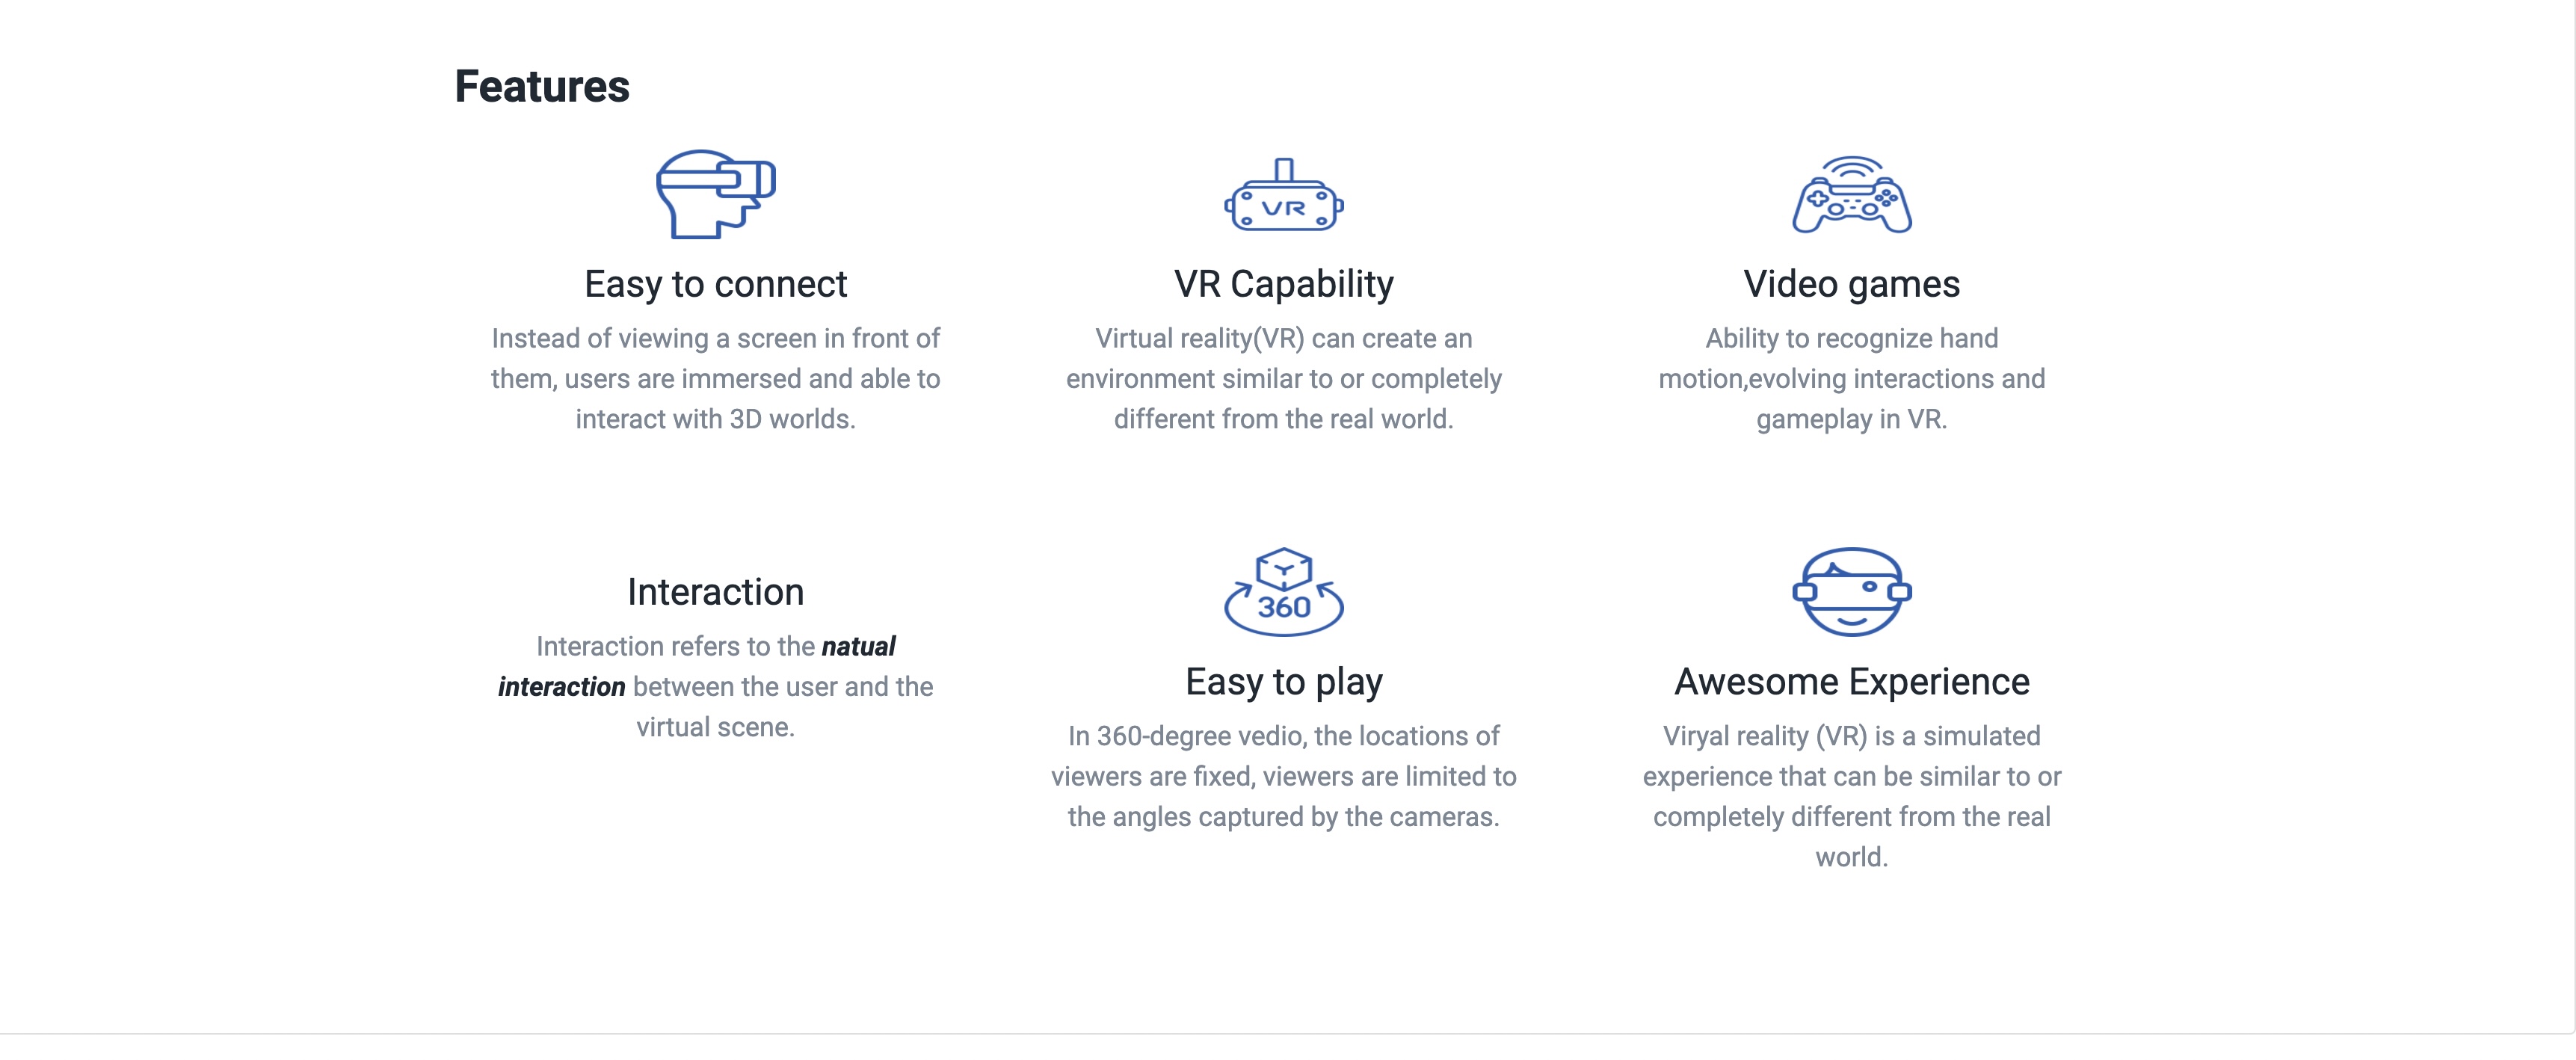 Features
VR
Easy to connect
Instead of viewing a screen in front of
them, users are immersed and able to
interact with 3D worlds.
VR Capability
Virtual reality(VR) can create an
environment similar to or completely
different from the real world.
Video games
Ability to recognize hand
motion,evolving interactions and
gameplay in VR.
Interaction
Interaction refers to the natual
interaction between the user and the
virtual scene.
360
Easy to play
In 360-degree vedio, the locations of
viewers are fixed, viewers are limited to
the angles captured by the cameras.
Awesome Experience
Viryal reality (VR) is a simulated
experience that can be similar to or
completely different from the real
world.